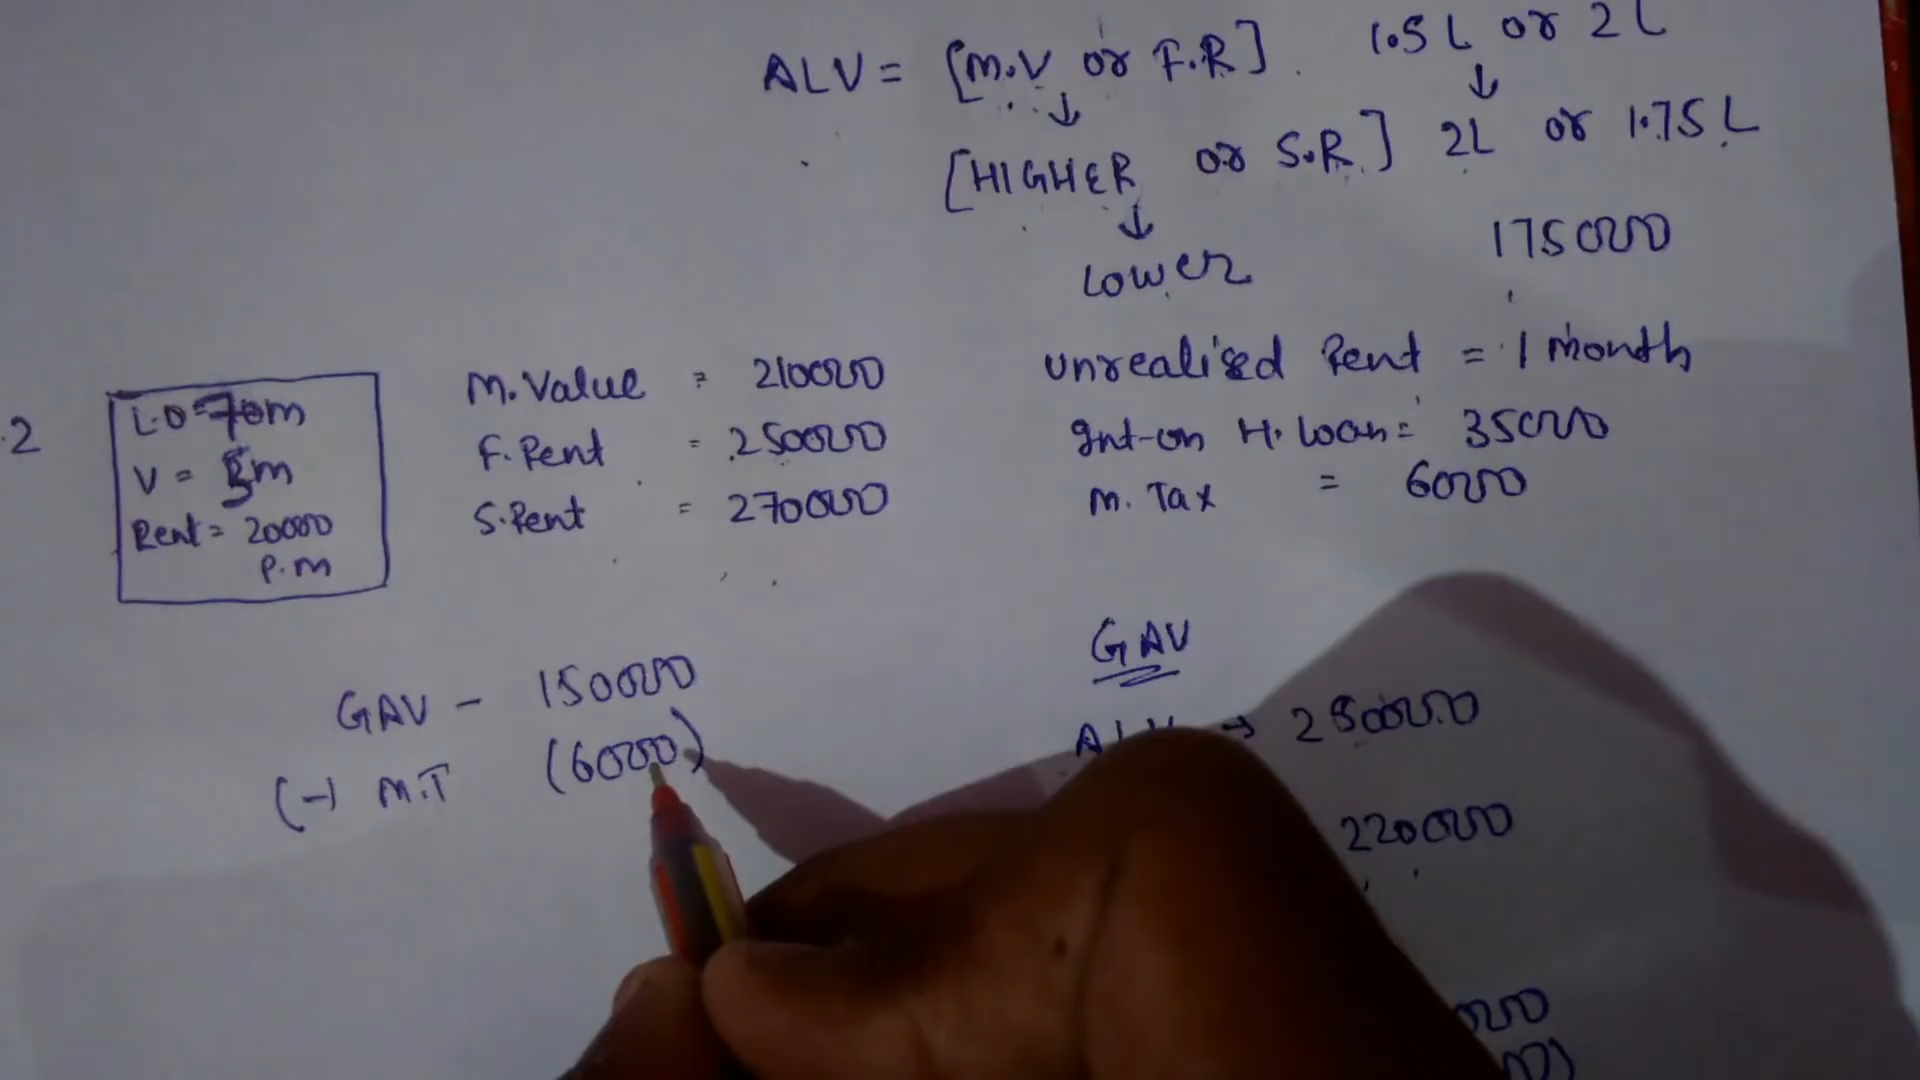 ALV = [M.V or F.R] 1.5 L or 2 L
[HIGHER or S.R] 2L or 1.75 L
LOWER 175000
.2
L.O = 7 m
V = 5m
Rent = 20000
P.M
M.Value = 210000
F.Rent = 250000
S.Rent = 270000
Unrealised Rent = 1 month
Int-on H. Loan = 35000
M. Tax = 6000
GAV - 150000
(-) M.T (6000)
GAV
ALV → 250000
220000